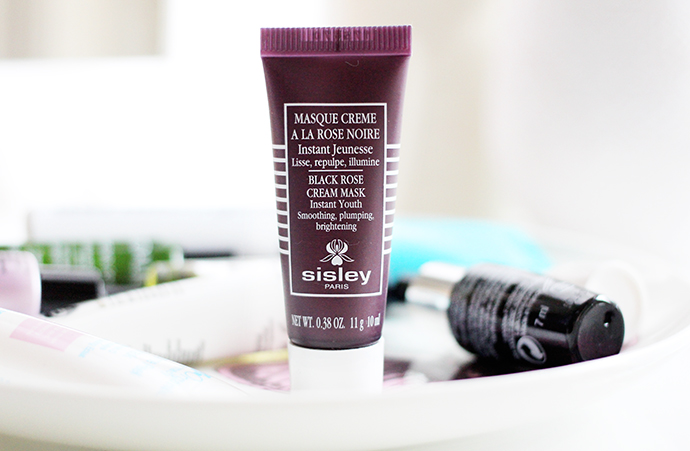 MASQUE CREME
A LA ROSE NOIRE
Instant Jeunesse
Lisse, repulpe, illumine
BLACK ROSE
CREAM MASK
Instant Youth
Smoothing, plumping,
brightening
sisley
PARIS
NET WT. 0.38 OZ. 11 g 10 ml
7 ml